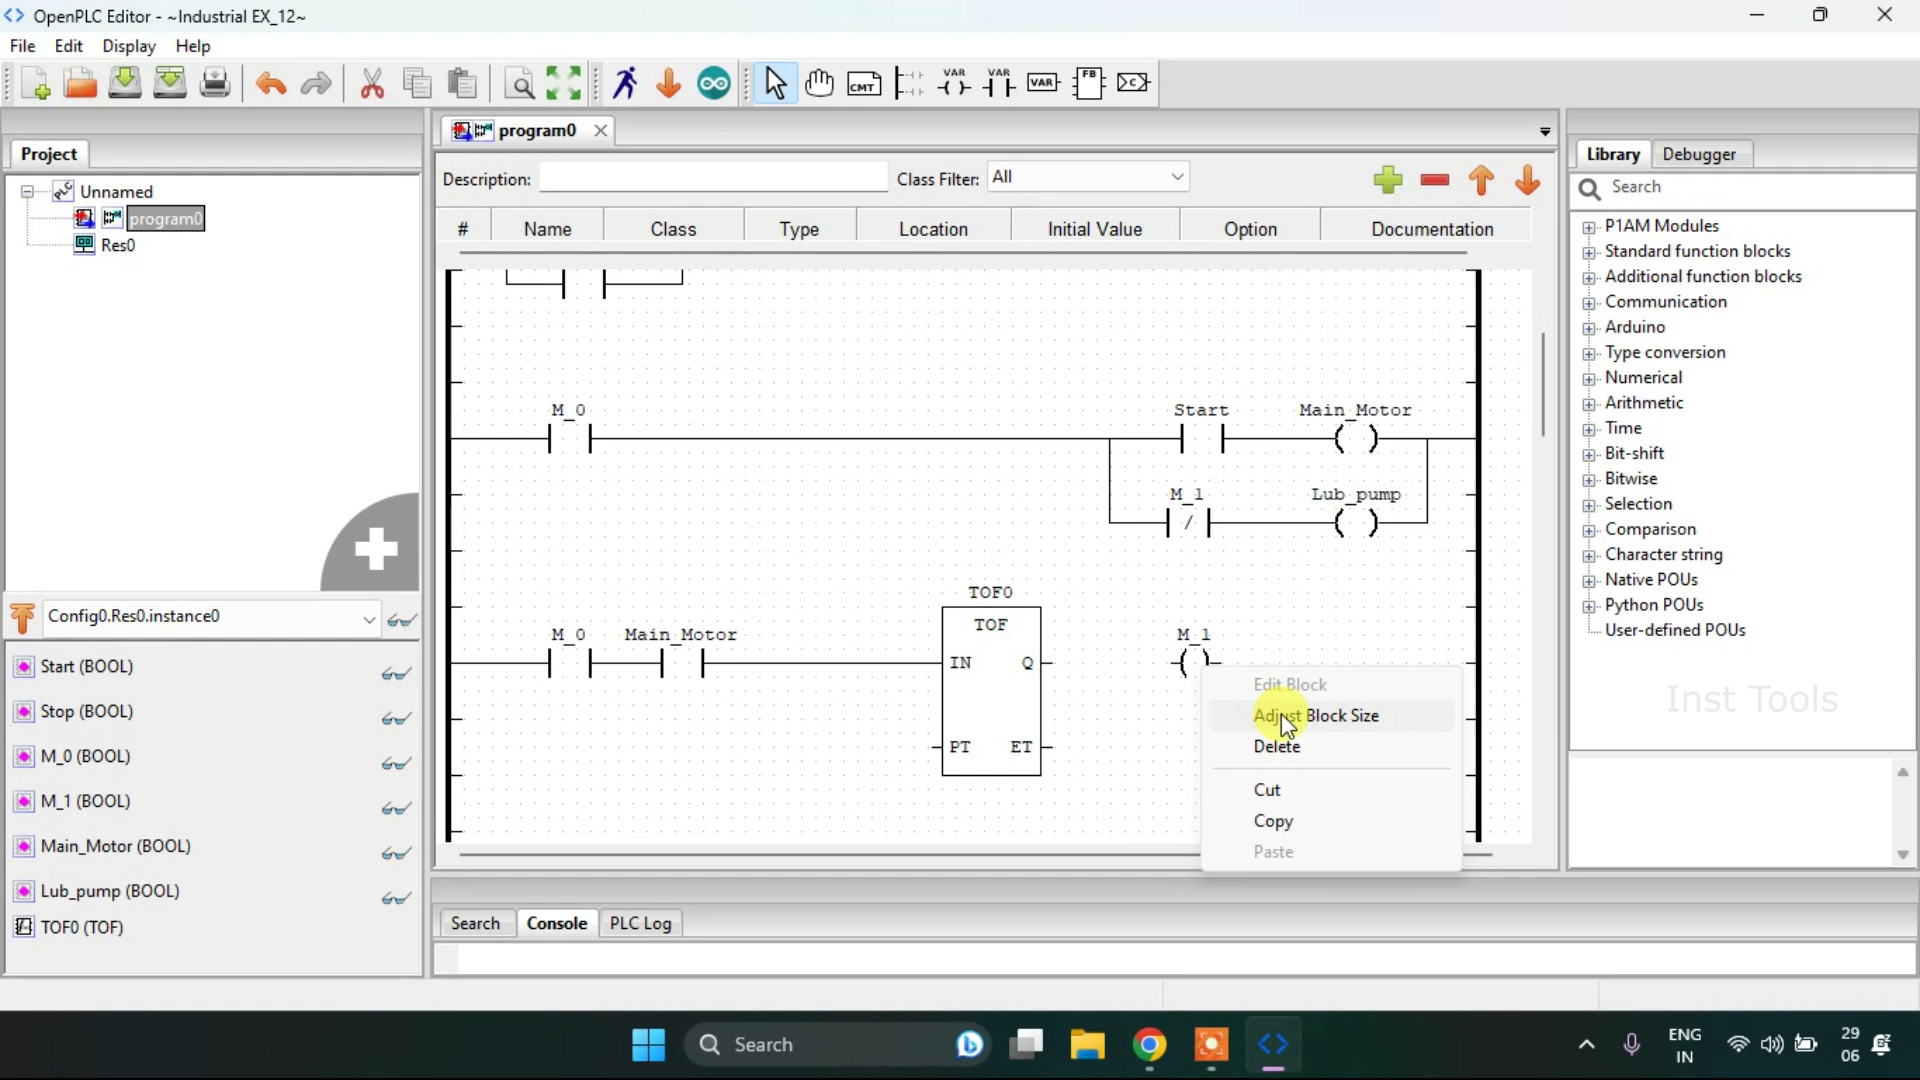 OpenPLC Editor - ~Industrial EX_12~
File Edit Display Help
CMT VAR VAR VAR FB >C>
Project
Unnamed
program0
Res0
Config0.Res0.instance0
Start (BOOL)
Stop (BOOL)
M_0 (BOOL)
M_1 (BOOL)
Main_Motor (BOOL)
Lub_pump (BOOL)
TOF0 (TOF)
program0
Description: Class Filter: All
# Name Class Type Location Initial Value Option Documentation
M_0 Start Main_Motor
M_1 Lub_pump
/
TOF0
TOF
M_0 Main_Motor M_1
IN Q
PT ET
Edit Block
Adjust Block Size
Delete
Cut
Copy
Paste
Library Debugger
Search
P1AM Modules
Standard function blocks
Additional function blocks
Communication
Arduino
Type conversion
Numerical
Arithmetic
Time
Bit-shift
Bitwise
Selection
Comparison
Character string
Native POUs
Python POUs
User-defined POUs
Inst Tools
Search Console PLC Log
Search
ENG
IN
29
06